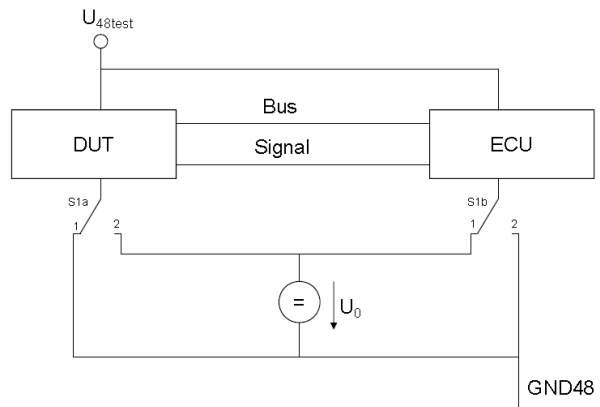 U48test
Bus
DUT
Signal
ECU
S1a
1
2
S1b
1
2
=
U0
GND48